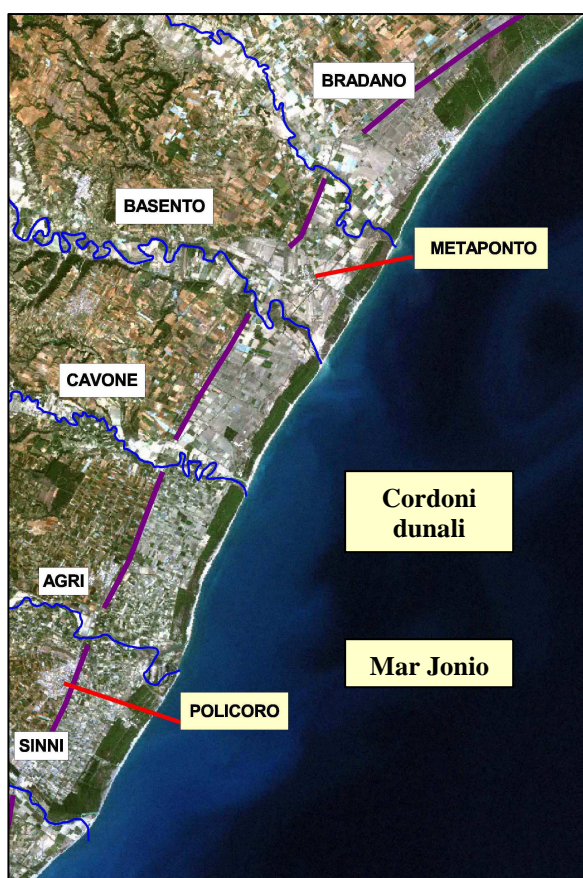 BRADANO
BASENTO
METAPONTO
CAVONE
Cordoni
dunali
AGRI
Mar Jonio
POLICORO
SINNI